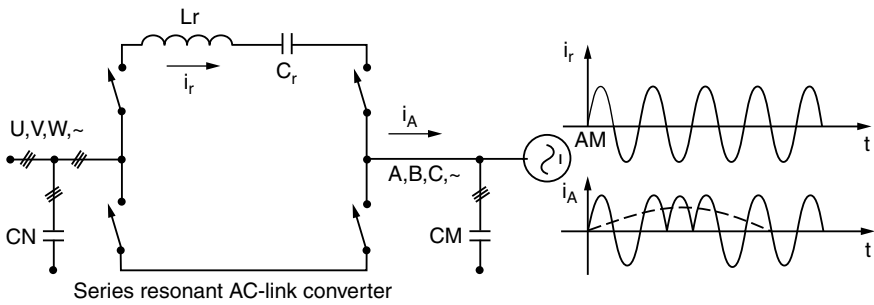 Lr
Cr
ir
ir
t
U,V,W,~
iA
AM
A,B,C,~
iA
CN
CM
t
Series resonant AC-link converter